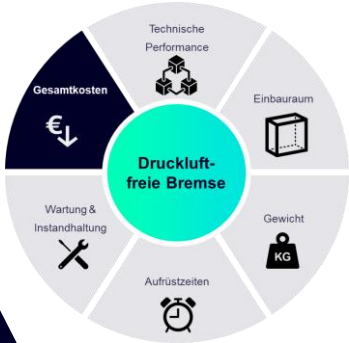 Technische
Performance
Gesamtkosten
€
Einbauraum
Druckluft-
freie Bremse
Wartung &
Instandhaltung
Gewicht
KG
Aufrüstzeiten